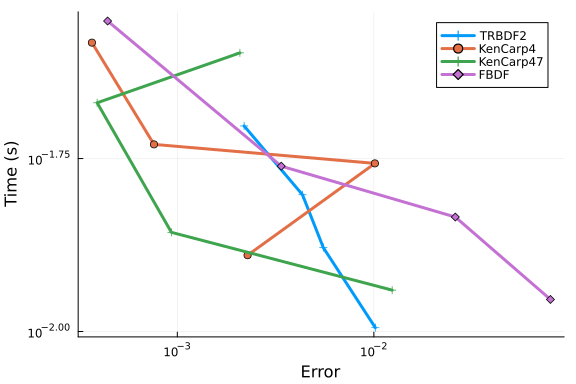 TRBDF2
KenCarp4
KenCarp47
FBDF
Time (s)
10^-1.75
10^-2.00
10^-3
10^-2
Error